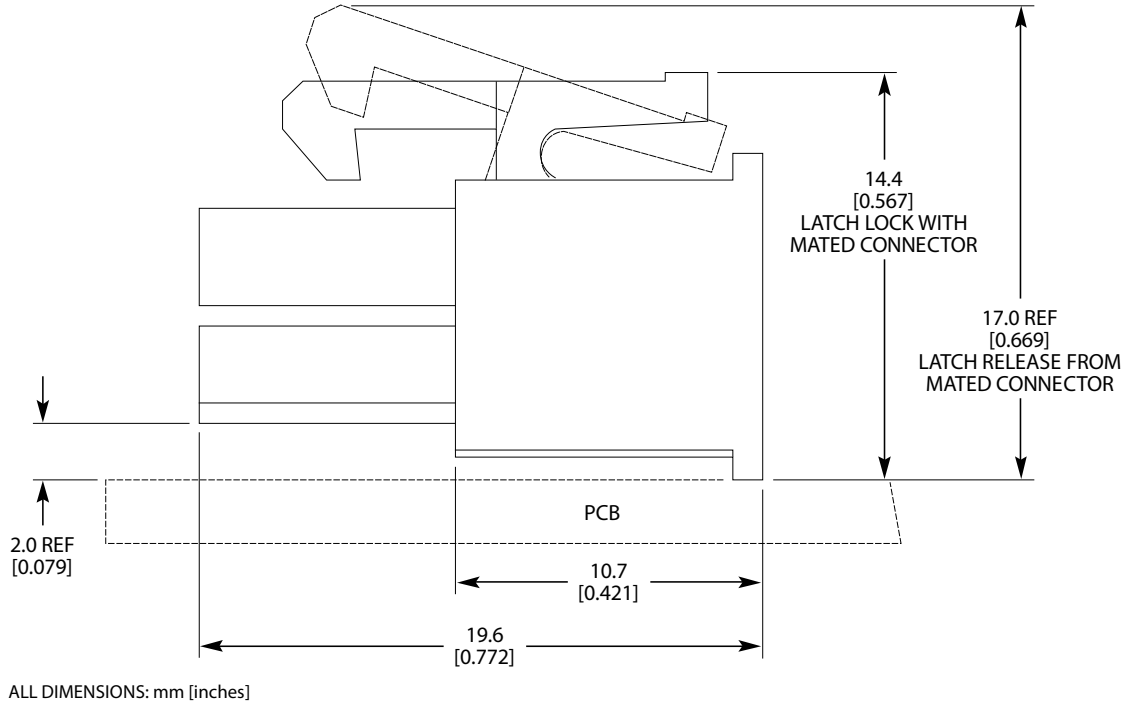 14.4
[0.567]
LATCH LOCK WITH
MATED CONNECTOR
17.0 REF
[0.669]
LATCH RELEASE FROM
MATED CONNECTOR
2.0 REF
[0.079]
PCB
10.7
[0.421]
19.6
[0.772]
ALL DIMENSIONS: mm [inches]